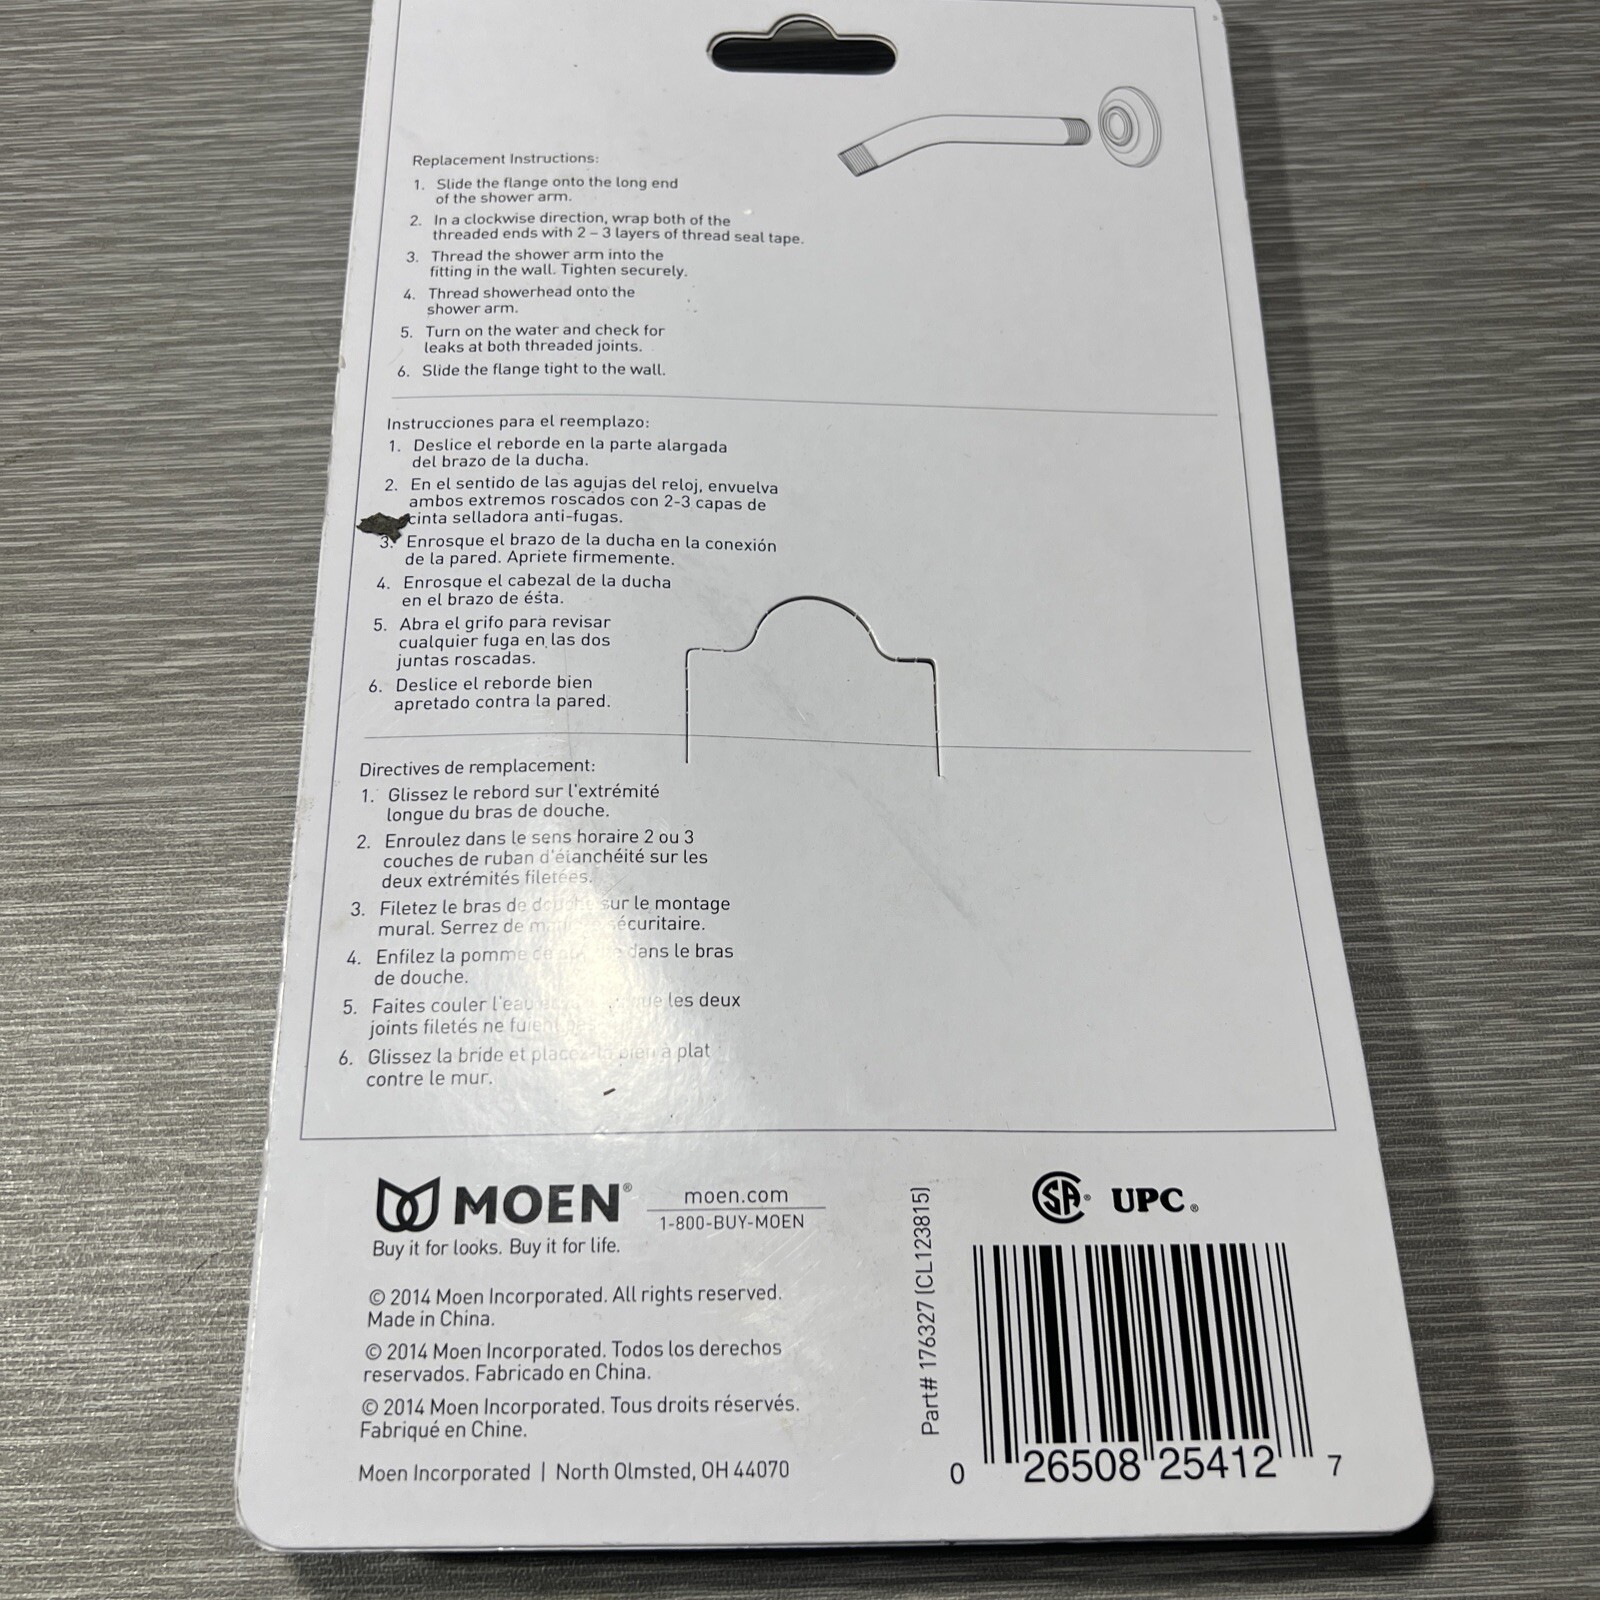 Replacement Instructions:
1. Slide the flange onto the long end
of the shower arm.
2. In a clockwise direction, wrap both of the
threaded ends with 2 – 3 layers of thread seal tape.
3. Thread the shower arm into the
fitting in the wall. Tighten securely.
4. Thread showerhead onto the
shower arm.
5. Turn on the water and check for
leaks at both threaded joints.
6. Slide the flange tight to the wall.
Instrucciones para el reemplazo:
1. Deslice el reborde en la parte alargada
del brazo de la ducha.
2. En el sentido de las agujas del reloj, envuelva
ambos extremos roscados con 2-3 capas de
cinta selladora anti-fugas.
3. Enrosque el brazo de la ducha en la conexión
de la pared. Apriete firmemente.
4. Enrosque el cabezal de la ducha
en el brazo de ésta.
5. Abra el grifo para revisar
cualquier fuga en las dos
juntas roscadas.
6. Deslice el reborde bien
apretado contra la pared.
Directives de remplacement:
1. Glissez le rebord sur l'extrémité
longue du bras de douche.
2. Enroulez dans le sens horaire 2 ou 3
couches de ruban d'étanchéité sur les
deux extrémités filetées.
3. Filetez le bras de douche sur le montage
mural. Serrez de sécuritaire.
4. Enfilez la pomme de dans le bras
de douche.
5. Faites couler l'eau les deux
joints filetés ne fuient pas
6. Glissez la bride et placez-la bien à plat
contre le mur.
MOEN®
moen.com
1-800-BUY-MOEN
Buy it for looks. Buy it for life.
© 2014 Moen Incorporated. All rights reserved.
Made in China.
© 2014 Moen Incorporated. Todos los derechos
reservados. Fabricado en China.
© 2014 Moen Incorporated. Tous droits réservés.
Fabriqué en Chine.
Moen Incorporated | North Olmsted, OH 44070
Part# 176327 (CL123815)
SA® UPC®
0 26508 25412 7